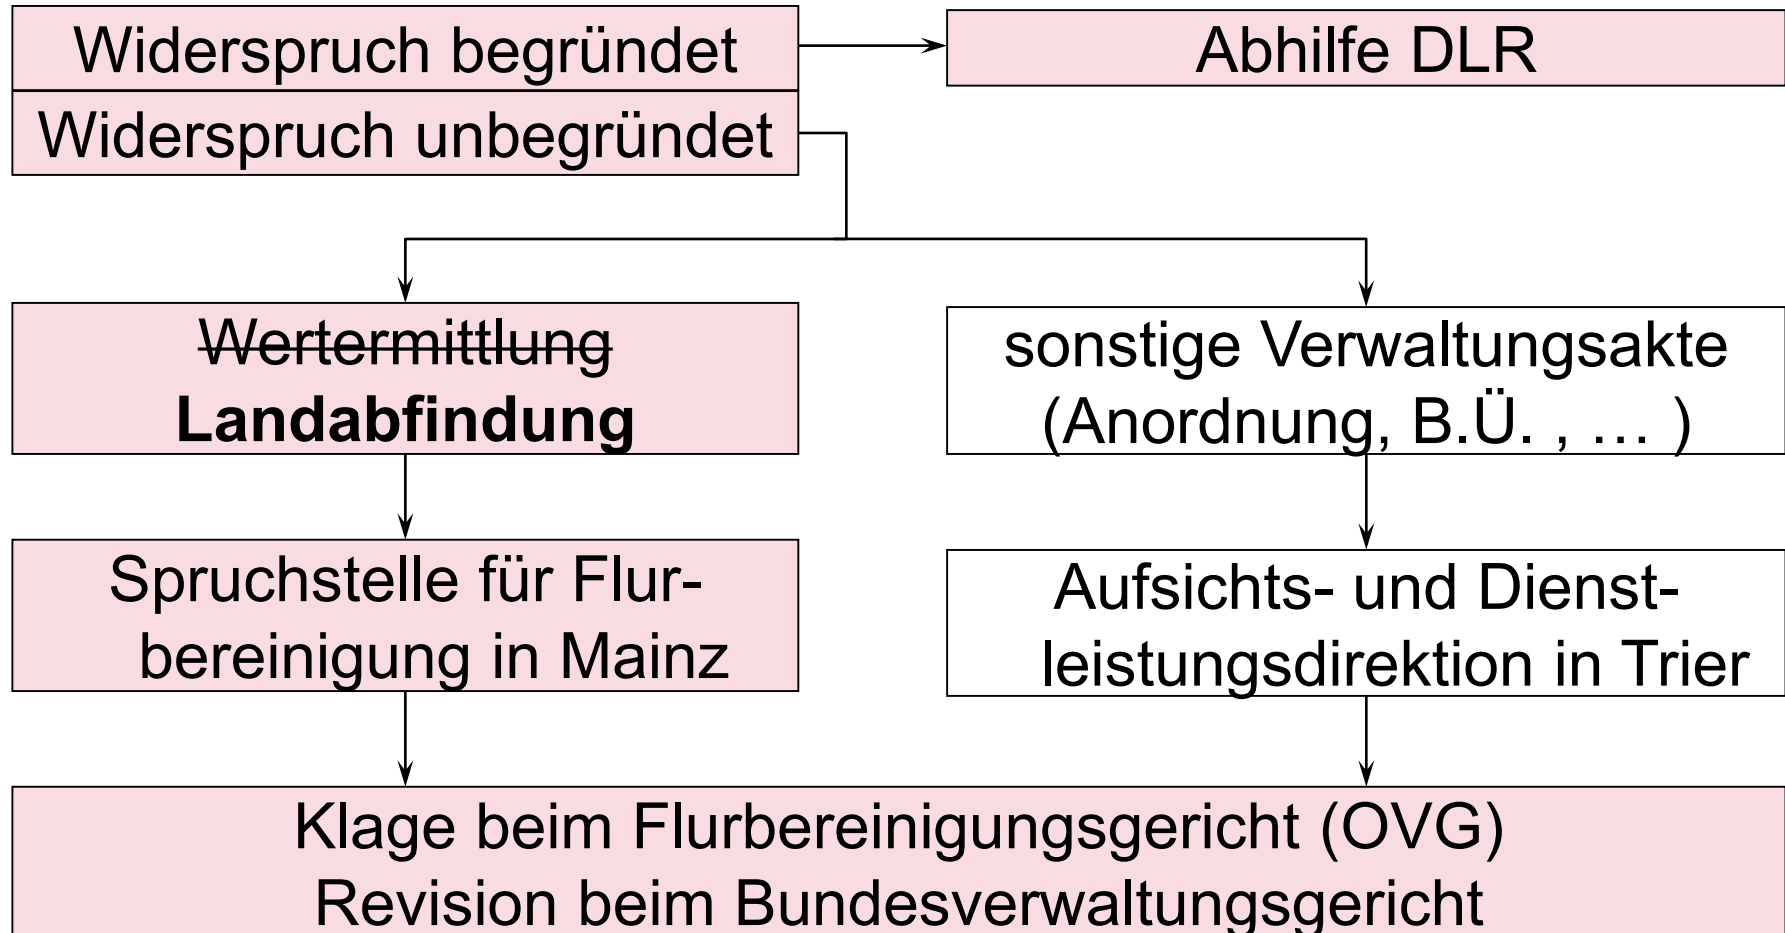 Widerspruch begründet
Abhilfe DLR
Widerspruch unbegründet
Wertermittlung
Landabfindung
sonstige Verwaltungsakte
(Anordnung, B.Ü. , … )
Spruchstelle für Flur-
bereinigung in Mainz
Aufsichts- und Dienst-
leistungsdirektion in Trier
Klage beim Flurbereinigungsgericht (OVG)
Revision beim Bundesverwaltungsgericht